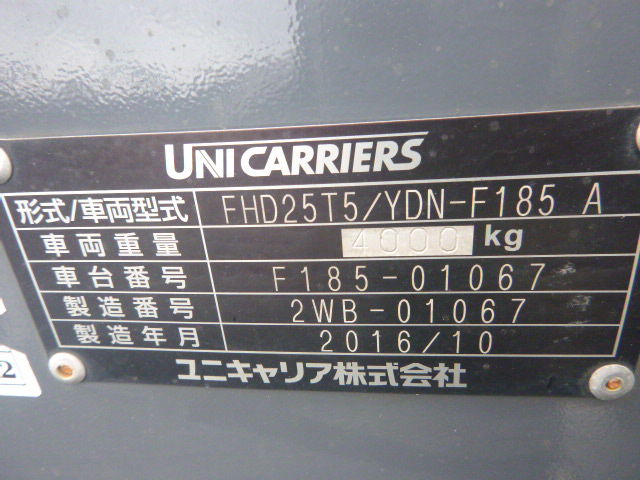 UNICARRIERS
形式/車両型式 FHD25T5/YDN-F185 A
車両重量 4000 kg
車台番号 F185-01067
製造番号 2WB-01067
製造年月 2016/10
ユニキャリア株式会社
2